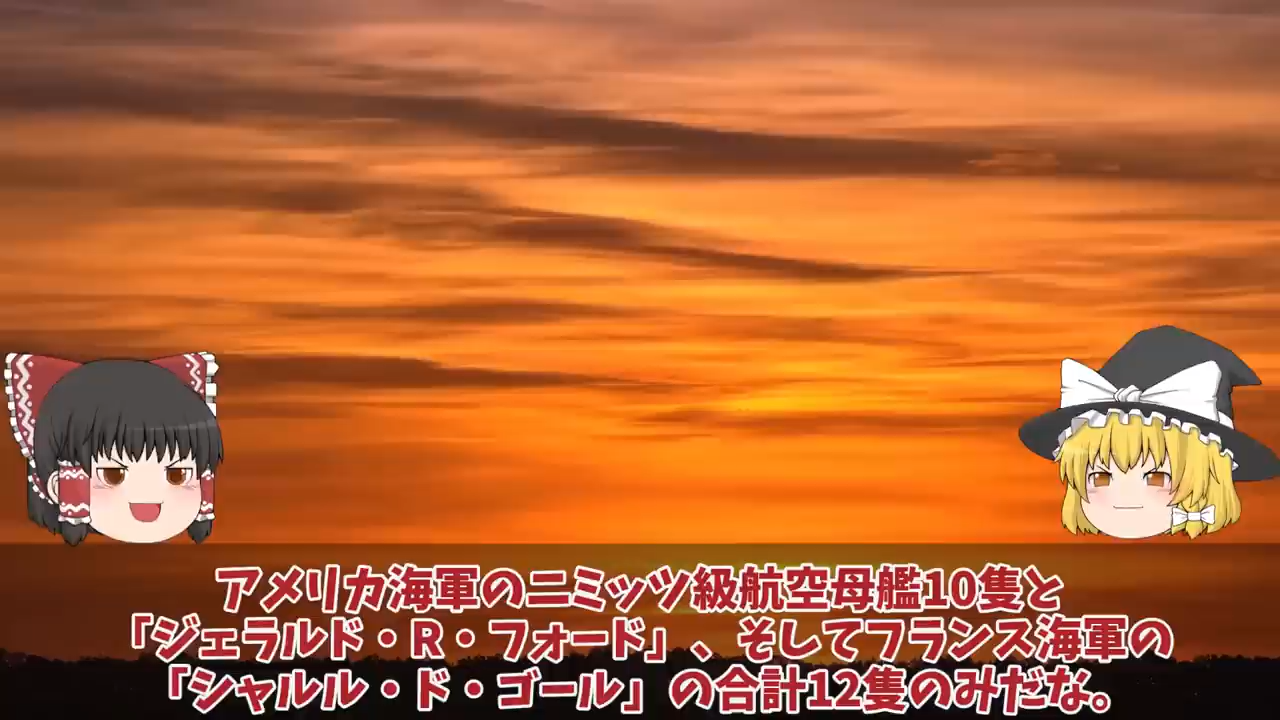 アメリカ海軍のニミッツ級航空母艦10隻と
「ジェラルド・R・フォード」、そしてフランス海軍の
「シャルル・ド・ゴール」の合計12隻のみだな。